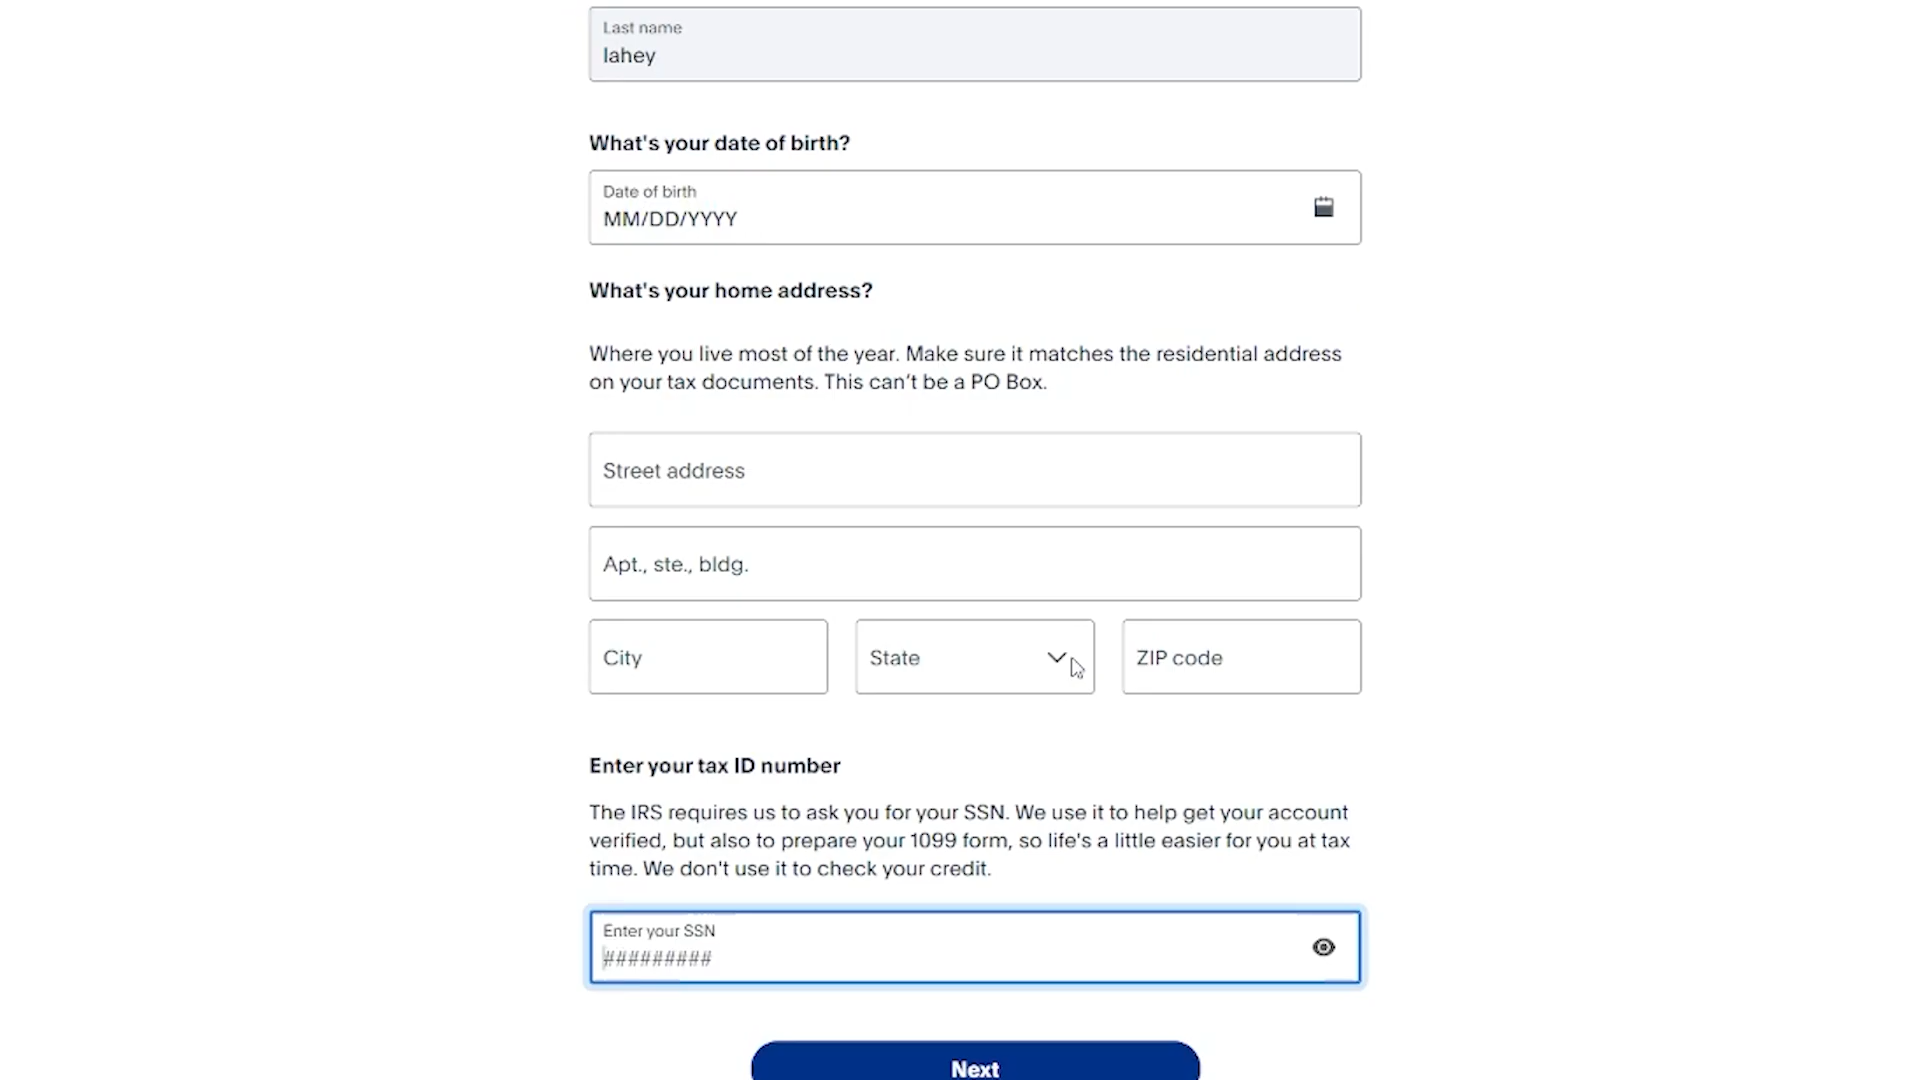 Last name
lahey
What's your date of birth?
Date of birth
MM/DD/YYYY
What's your home address?
Where you live most of the year. Make sure it matches the residential address
on your tax documents. This can’t be a PO Box.
Street address
Apt., ste., bldg.
City
State
ZIP code
Enter your tax ID number
The IRS requires us to ask you for your SSN. We use it to help get your account
verified, but also to prepare your 1099 form, so life's a little easier for you at tax
time. We don't use it to check your credit.
Enter your SSN
#########
Next